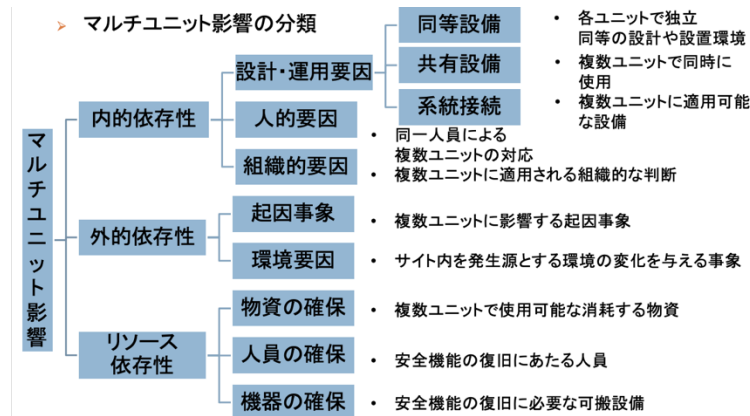 ➢ マルチユニット影響の分類
マルチユニット影響
内的依存性
設計・運用要因
同等設備
• 各ユニットで独立
同等の設計や設置環境
共有設備
• 複数ユニットで同時に
使用
系統接続
• 複数ユニットに適用可能
な設備
人的要因
• 同一人員による
複数ユニットの対応
組織的要因
• 複数ユニットに適用される組織的な判断
外的依存性
起因事象
• 複数ユニットに影響する起因事象
環境要因
• サイト内を発生源とする環境の変化を与える事象
リソース
依存性
物資の確保
• 複数ユニットで使用可能な消耗する物資
人員の確保
• 安全機能の復旧にあたる人員
機器の確保
• 安全機能の復旧に必要な可搬設備